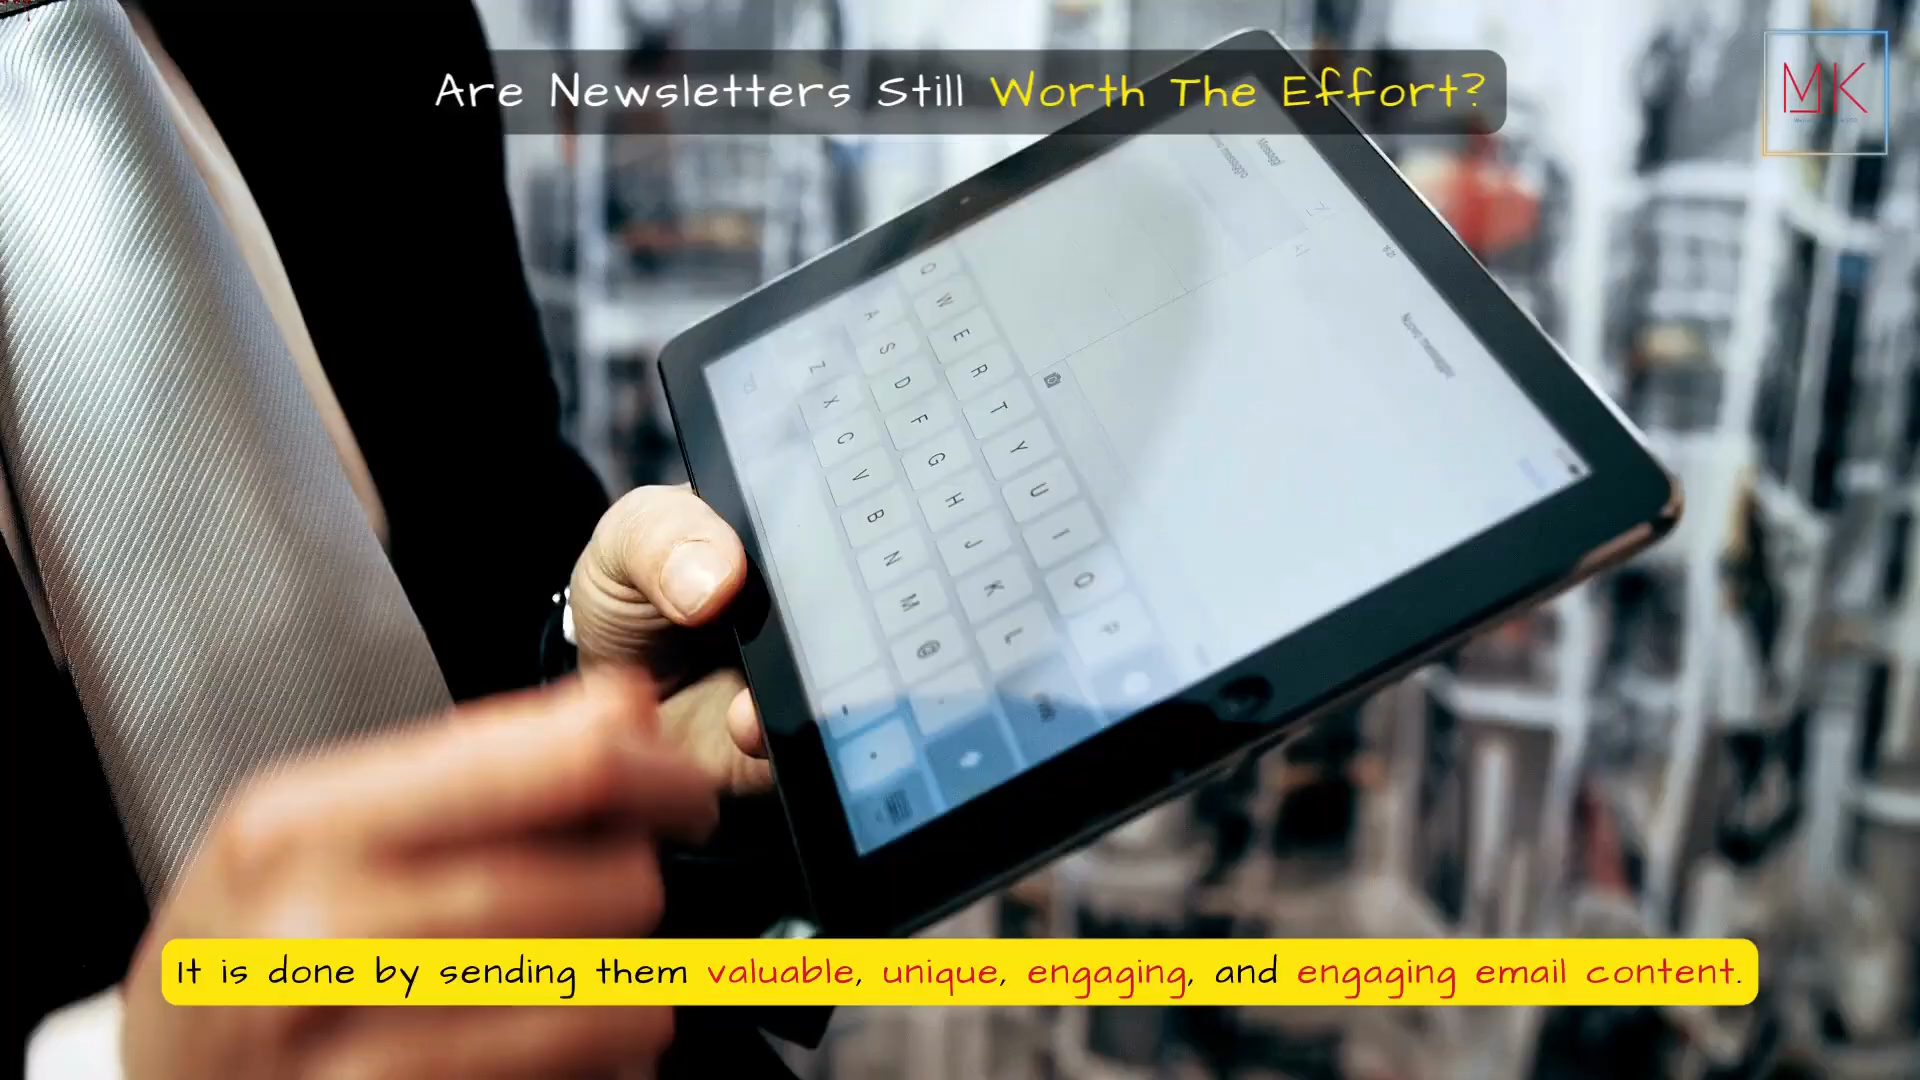 Are Newsletters Still Worth The Effort?
MK
Q W E R T Y U I O P
A S D F G H J K L
Z X C V B N M @
It is done by sending them valuable, unique, engaging, and engaging email content.